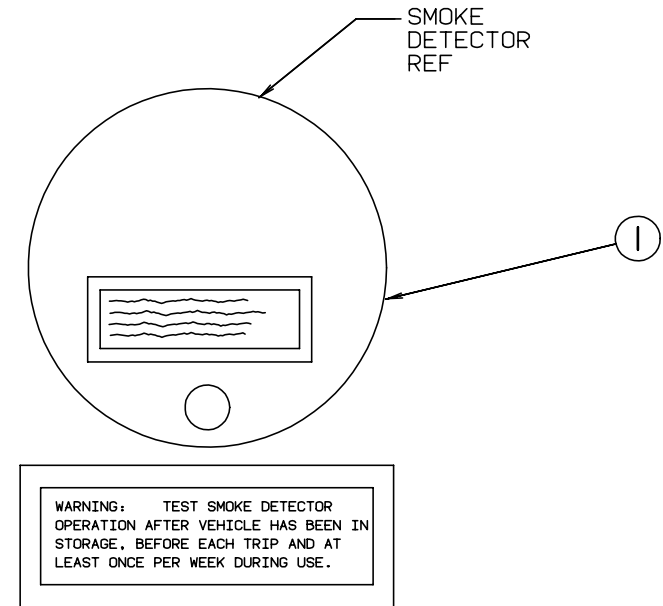 SMOKE
DETECTOR
REF
1
WARNING: TEST SMOKE DETECTOR
OPERATION AFTER VEHICLE HAS BEEN IN
STORAGE, BEFORE EACH TRIP AND AT
LEAST ONCE PER WEEK DURING USE.